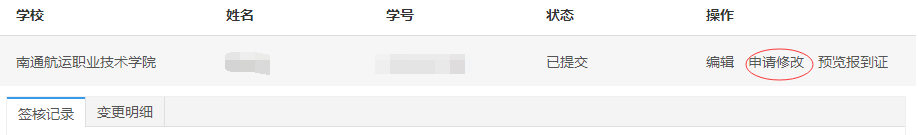 学校 姓名 学号 状态 操作
南通航运职业技术学院 已提交 编辑 申请修改 预览报到证
签核记录 变更明细